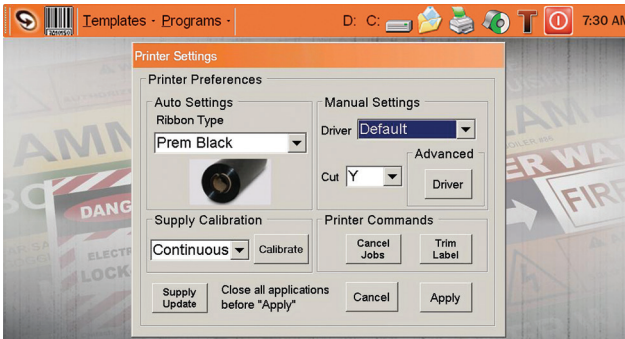 Templates - Programs -
D: C:
7:30 AM
Printer Settings
Printer Preferences
Auto Settings
Ribbon Type
Prem Black
Manual Settings
Driver Default
Cut Y
Advanced
Driver
Supply Calibration
Continuous
Calibrate
Printer Commands
Cancel
Jobs
Trim
Label
Supply
Update
Close all applications
before "Apply"
Cancel
Apply
DANG
ELECT
LOCK
FIRE